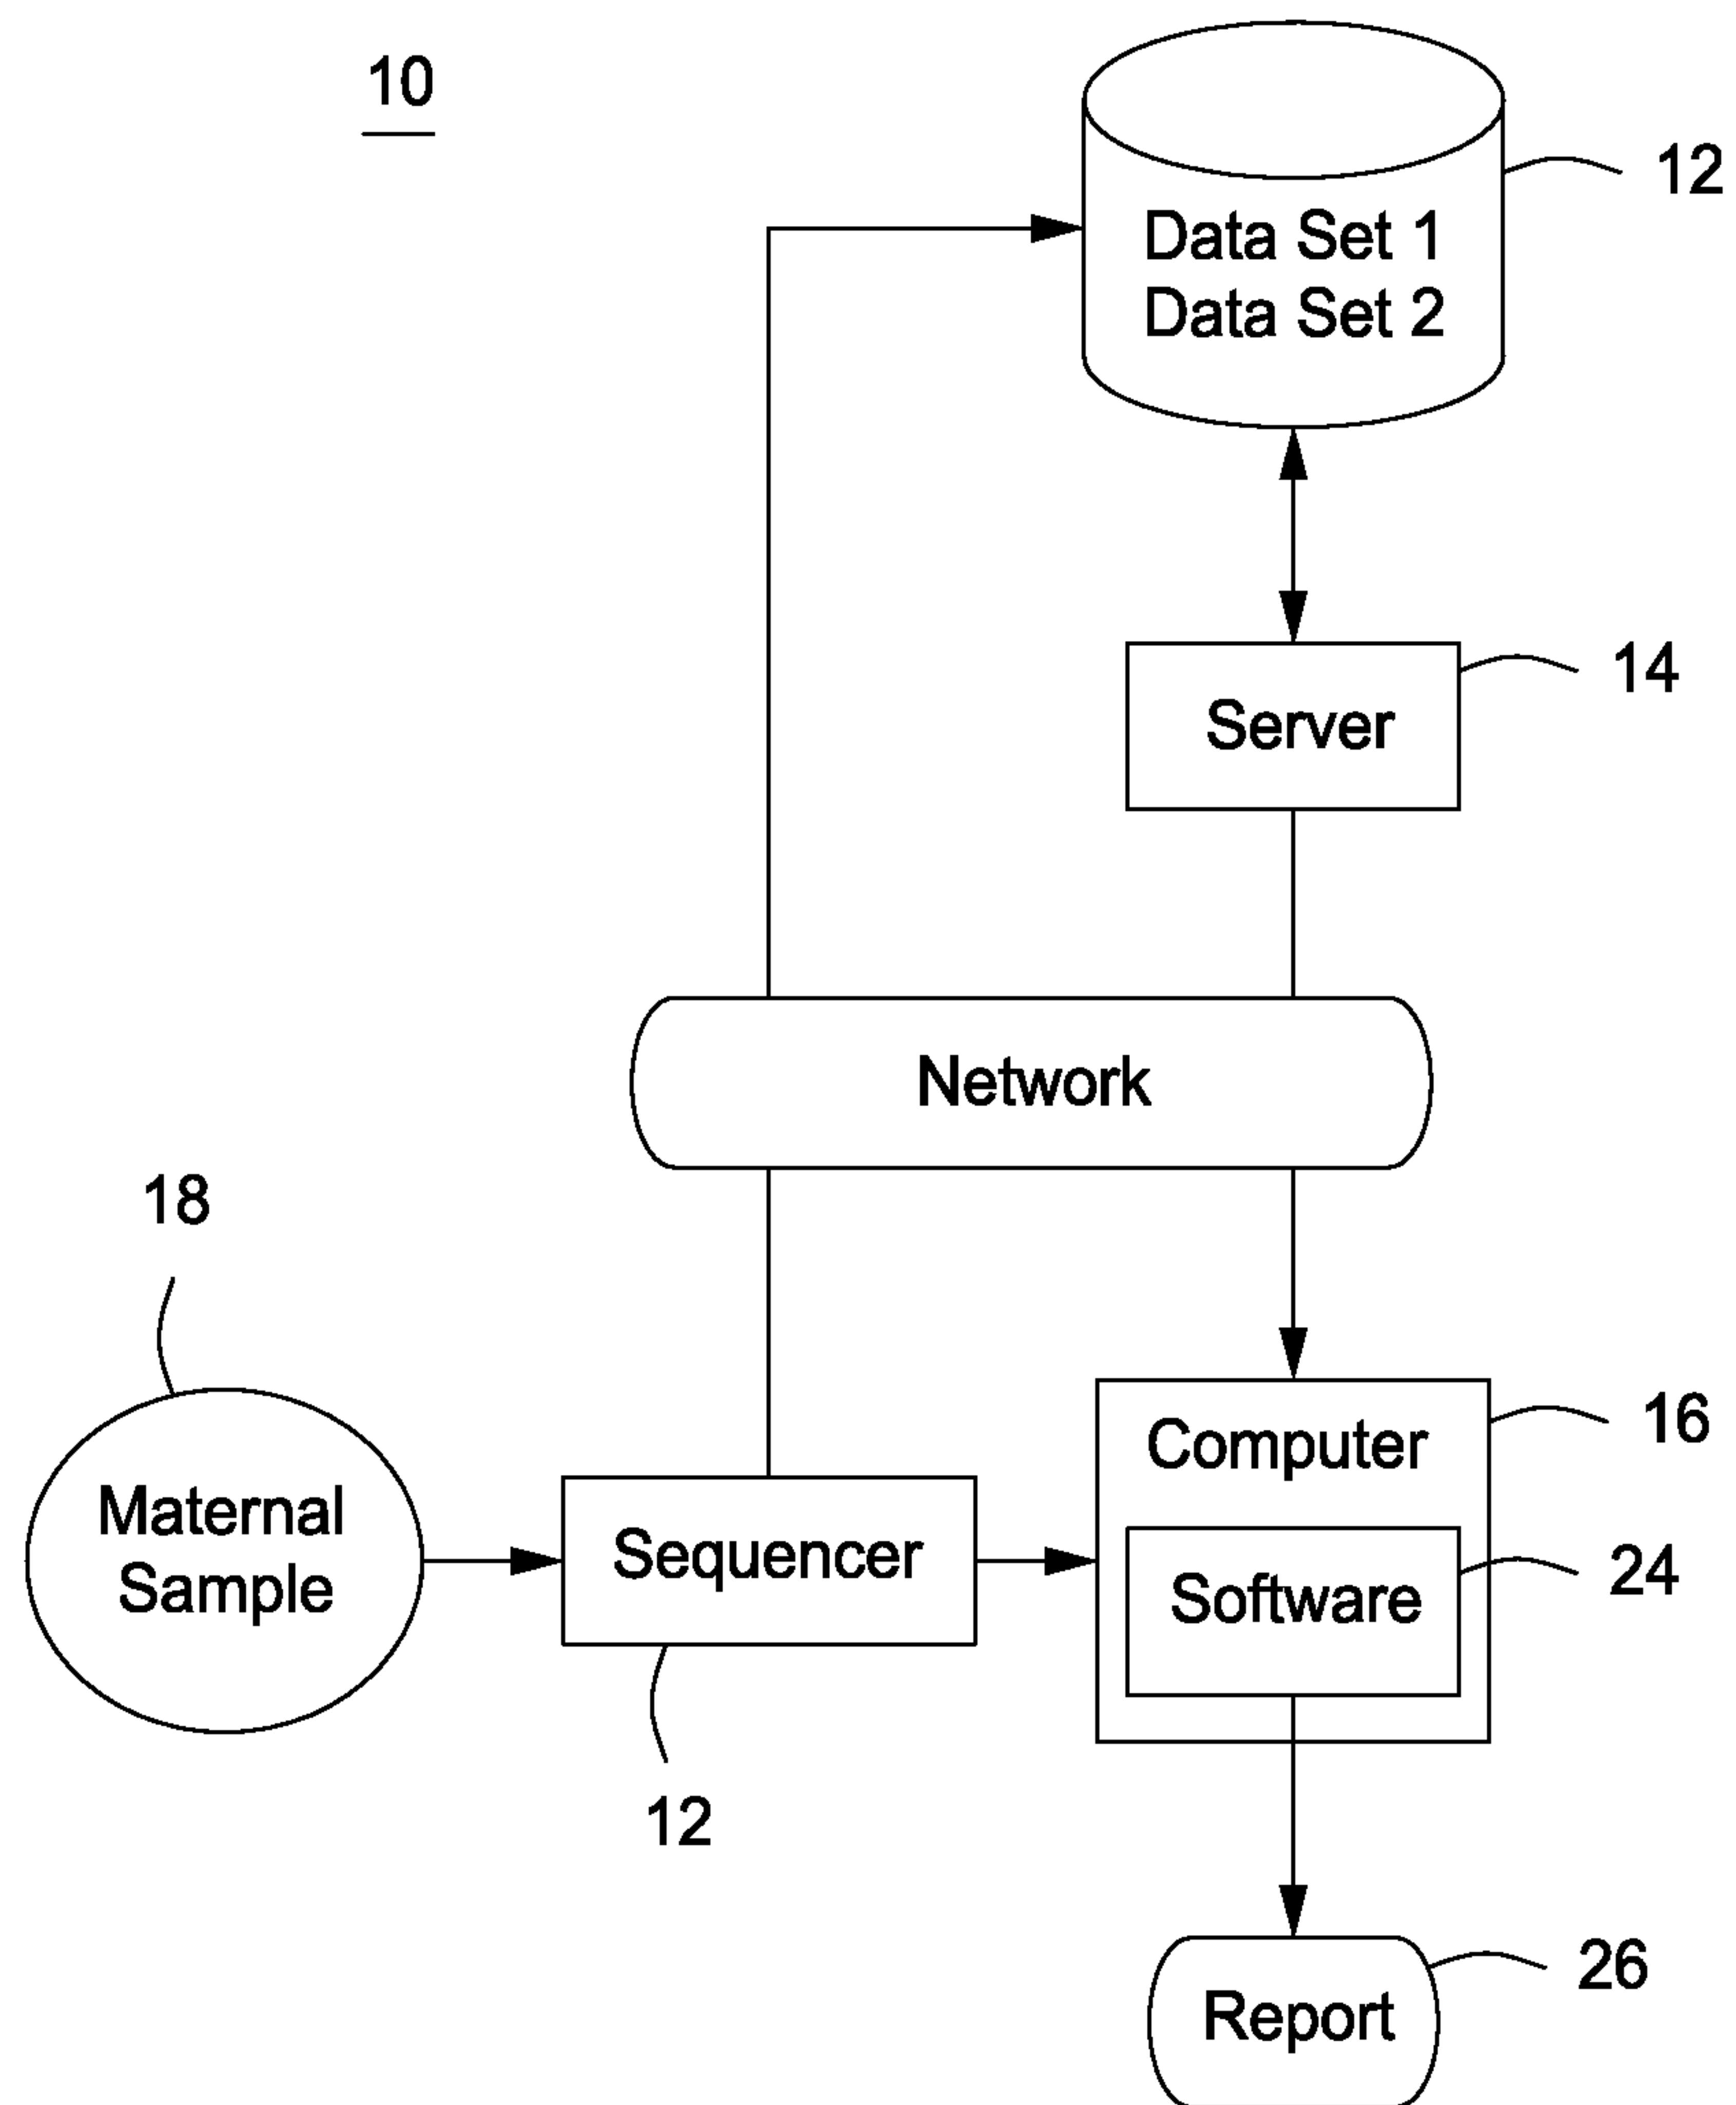 10
12
Data Set 1
Data Set 2
14
Server
Network
18
16
Computer
Maternal
Sample
Sequencer
24
Software
12
26
Report